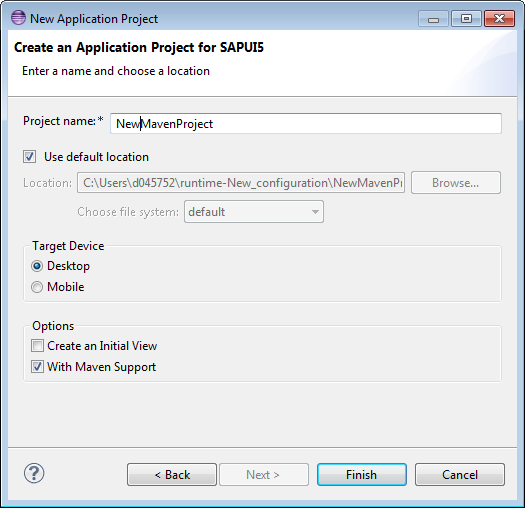 New Application Project
Create an Application Project for SAPUI5
Enter a name and choose a location
Project name:* NewMavenProject
Use default location
Location: C:\Users\d045752\runtime-New_configuration\NewMavenPr Browse...
Choose file system: default
Target Device
Desktop
Mobile
Options
Create an Initial View
With Maven Support
? < Back Next > Finish Cancel